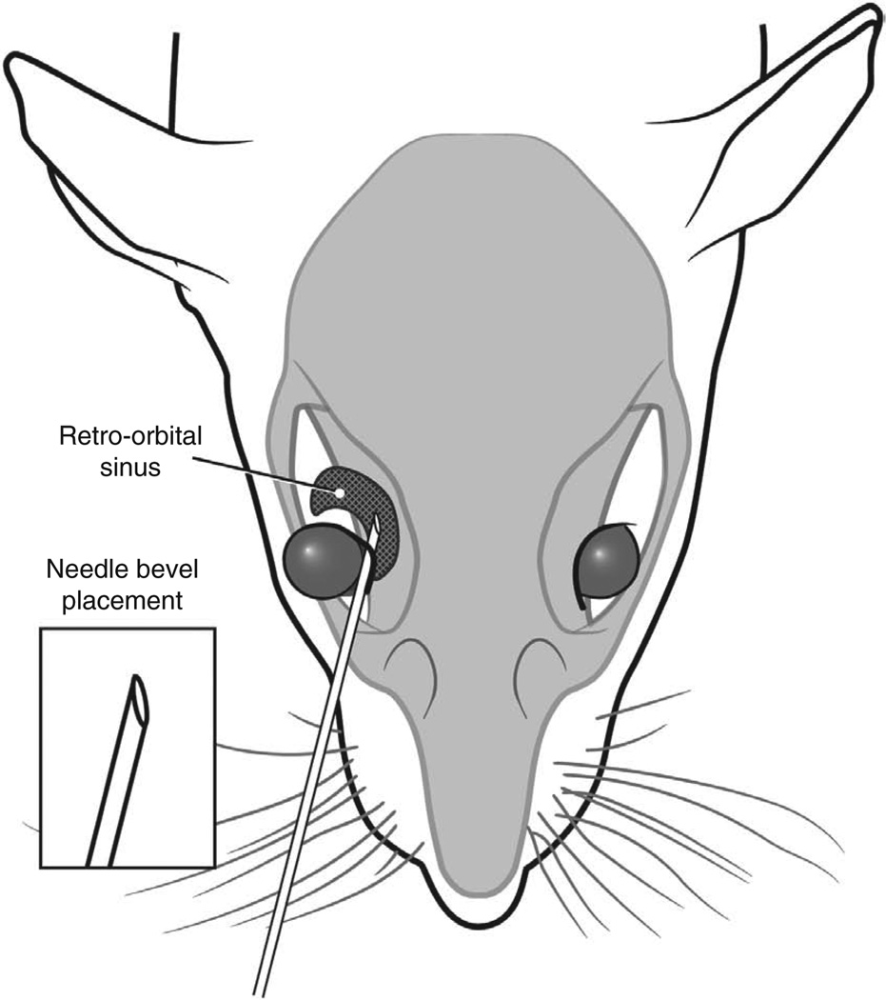 Retro-orbital
sinus
Needle bevel
placement